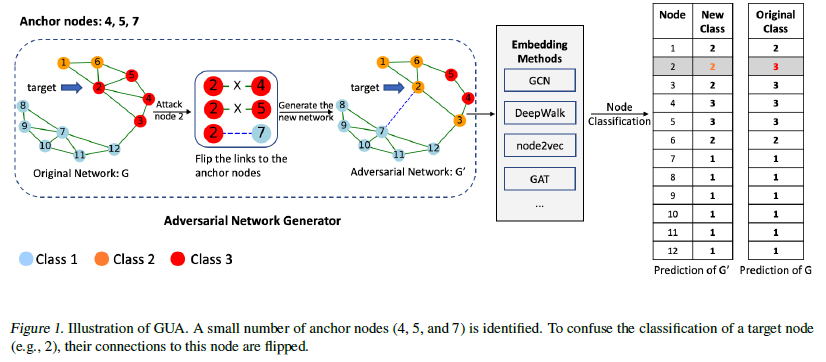 Anchor nodes: 4, 5, 7
1 6
5
target 2
4
3
8
9
7
10
11
12
Original Network: G
Attack
node 2
2 - X - 4
2 - X - 5
2 ---- 7
Flip the links to the
anchor nodes
Generate the
new network
1 6
5
target 2
4
3
8
9
7
10
11
12
Adversarial Network: G'
Adversarial Network Generator
Class 1 Class 2 Class 3
Embedding
Methods
GCN
DeepWalk
node2vec
GAT
...
Node
Classification
Node New Class Original Class
1 2 2
2 2 3
3 2 3
4 3 3
5 3 3
6 2 2
7 1 1
8 1 1
9 1 1
10 1 1
11 1 1
12 1 1
Prediction of G' Prediction of G
Figure 1. Illustration of GUA. A small number of anchor nodes (4, 5, and 7) is identified. To confuse the classification of a target node
(e.g., 2), their connections to this node are flipped.